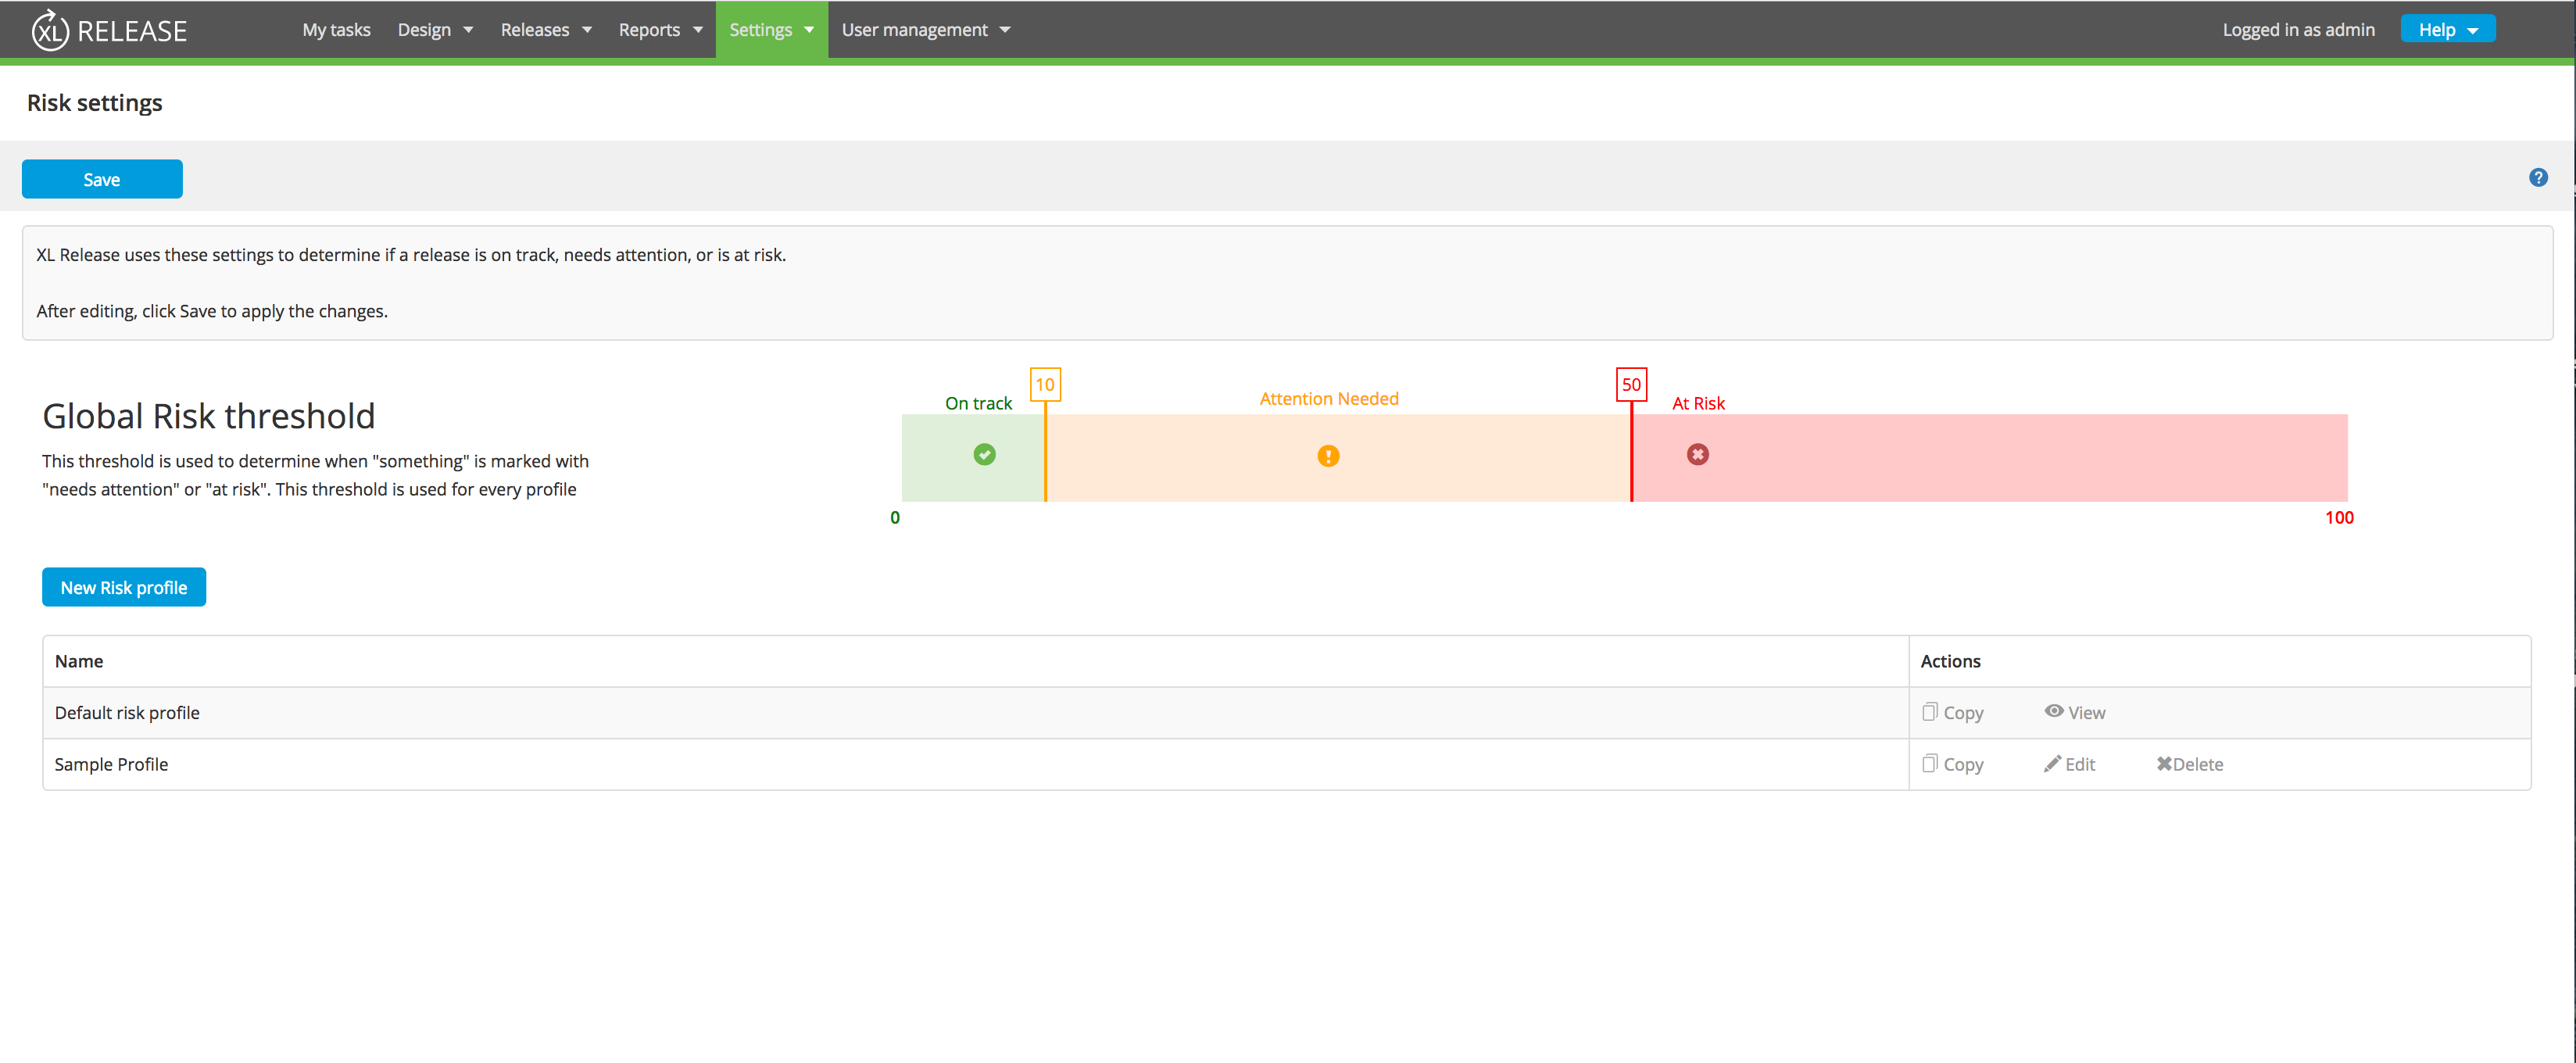 XL RELEASE My tasks Design Releases Reports Settings User management Logged in as admin Help
Risk settings
Save
?
XL Release uses these settings to determine if a release is on track, needs attention, or is at risk.
After editing, click Save to apply the changes.
Global Risk threshold
This threshold is used to determine when "something" is marked with
"needs attention" or "at risk". This threshold is used for every profile
10 50
On track Attention Needed At Risk
0 100
New Risk profile
Name Actions
Default risk profile Copy View
Sample Profile Copy Edit Delete